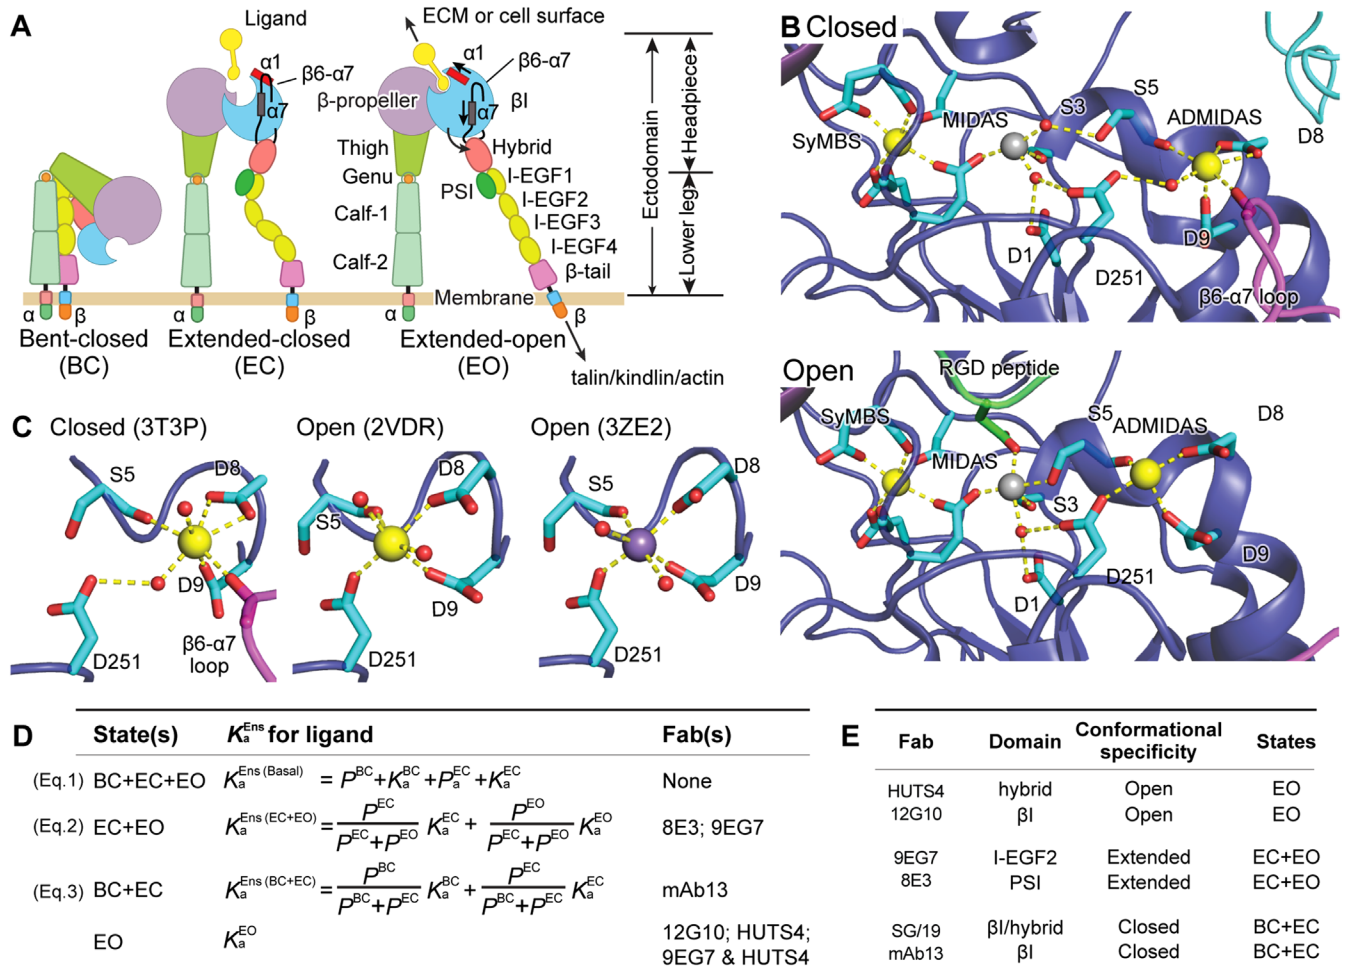 A
Ligand
ECM or cell surface
α1
β6-α7
α7
β6-α7
β-propeller
βI
α7
Thigh
Hybrid
Genu
PSI
I-EGF1
I-EGF2
Calf-1
I-EGF3
I-EGF4
Calf-2
β-tail
Membrane
Ectodomain
Headpiece
Lower leg
α
β
α
β
α
β
Bent-closed
(BC)
Extended-closed
(EC)
Extended-open
(EO)
talin/kindlin/actin
B
Closed
SyMBS
MIDAS
S3
S5
ADMIDAS
D8
D1
D251
D9
β6-α7 loop
Open
RGD peptide
SyMBS
MIDAS
S5
ADMIDAS
D8
S3
D9
D251
D1
C
Closed (3T3P)
Open (2VDR)
Open (3ZE2)
S5
D8
D9
D251
β6-α7
loop
S5
D8
D9
D251
S5
D8
D9
D251
D
State(s)
Kₐᴱⁿˢ for ligand
Fab(s)
(Eq.1) BC+EC+EO K_a^{Ens (Basal)} = P^{BC}+K_a^{BC}+P_a^{EC}+K_a^{EC} None
(Eq.2) EC+EO K_a^{Ens (EC+EO)} = P^{EC}/(P^{EC}+P^{EO}) K_a^{EC} + P^{EO}/(P^{EC}+P^{EO}) K_a^{EO} 8E3; 9EG7
(Eq.3) BC+EC K_a^{Ens (BC+EC)} = P^{BC}/(P^{BC}+P^{EC}) K_a^{BC} + P^{EC}/(P^{BC}+P^{EC}) K_a^{EC} mAb13
EO K_a^{EO} 12G10; HUTS4;
9EG7 & HUTS4
E
Fab Domain Conformational specificity States
HUTS4 hybrid Open EO
12G10 βI Open EO
9EG7 I-EGF2 Extended EC+EO
8E3 PSI Extended EC+EO
SG/19 βI/hybrid Closed BC+EC
mAb13 βI Closed BC+EC